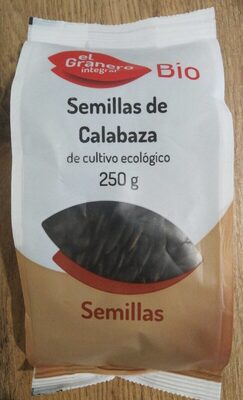 el
Granero
integral
Bio
Semillas de
Calabaza
de cultivo ecológico
250 g
Semillas